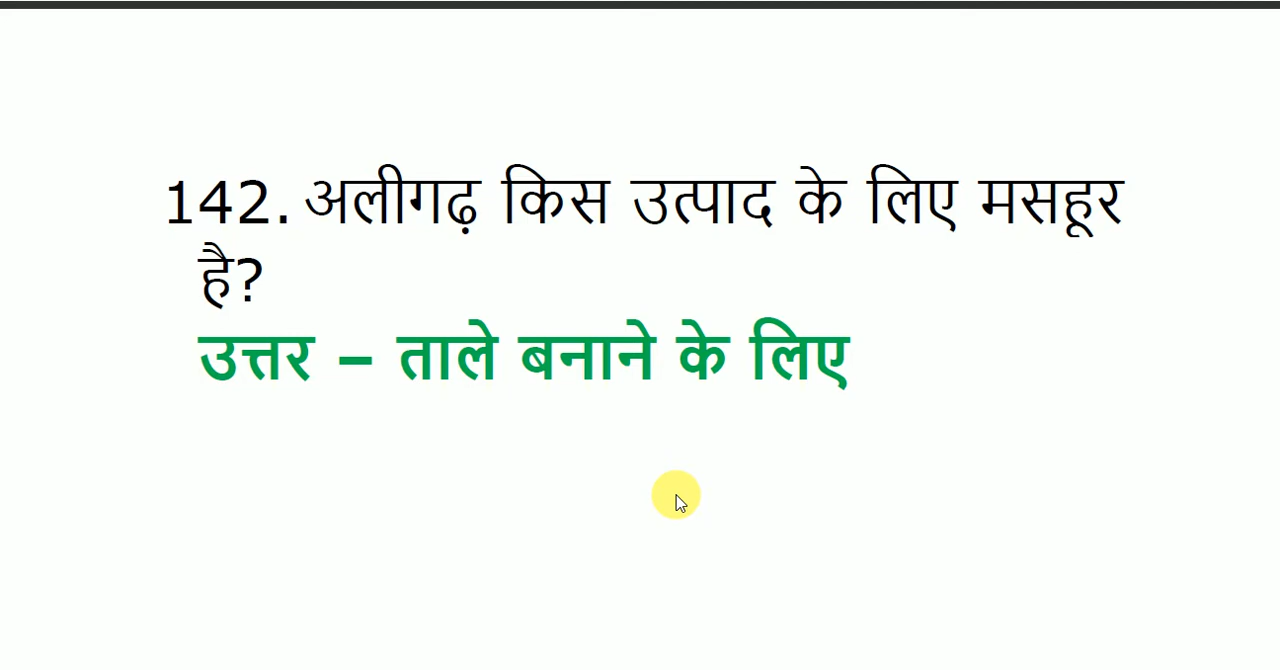 142. अलीगढ़ किस उत्पाद के लिए मसहूर
है?
उत्तर – ताले बनाने के लिए